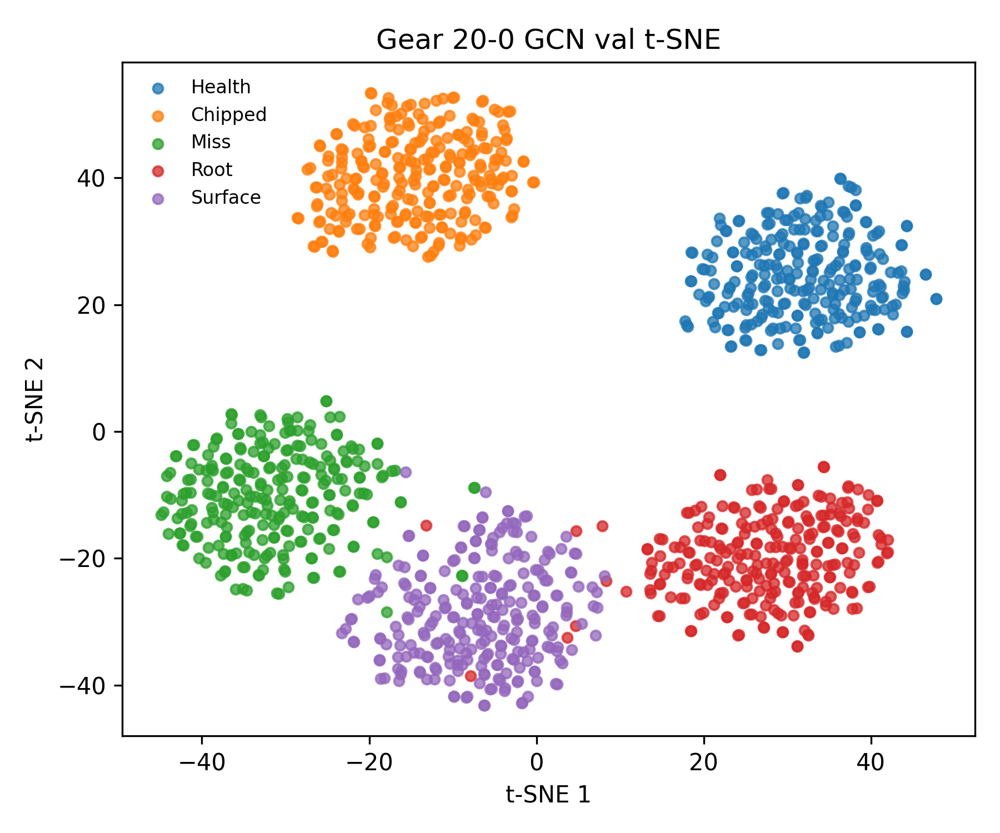 Gear 20-0 GCN val t-SNE
Health
Chipped
Miss
Root
Surface
40
20
0
−20
−40
t-SNE 2
−40
−20
0
20
40
t-SNE 1